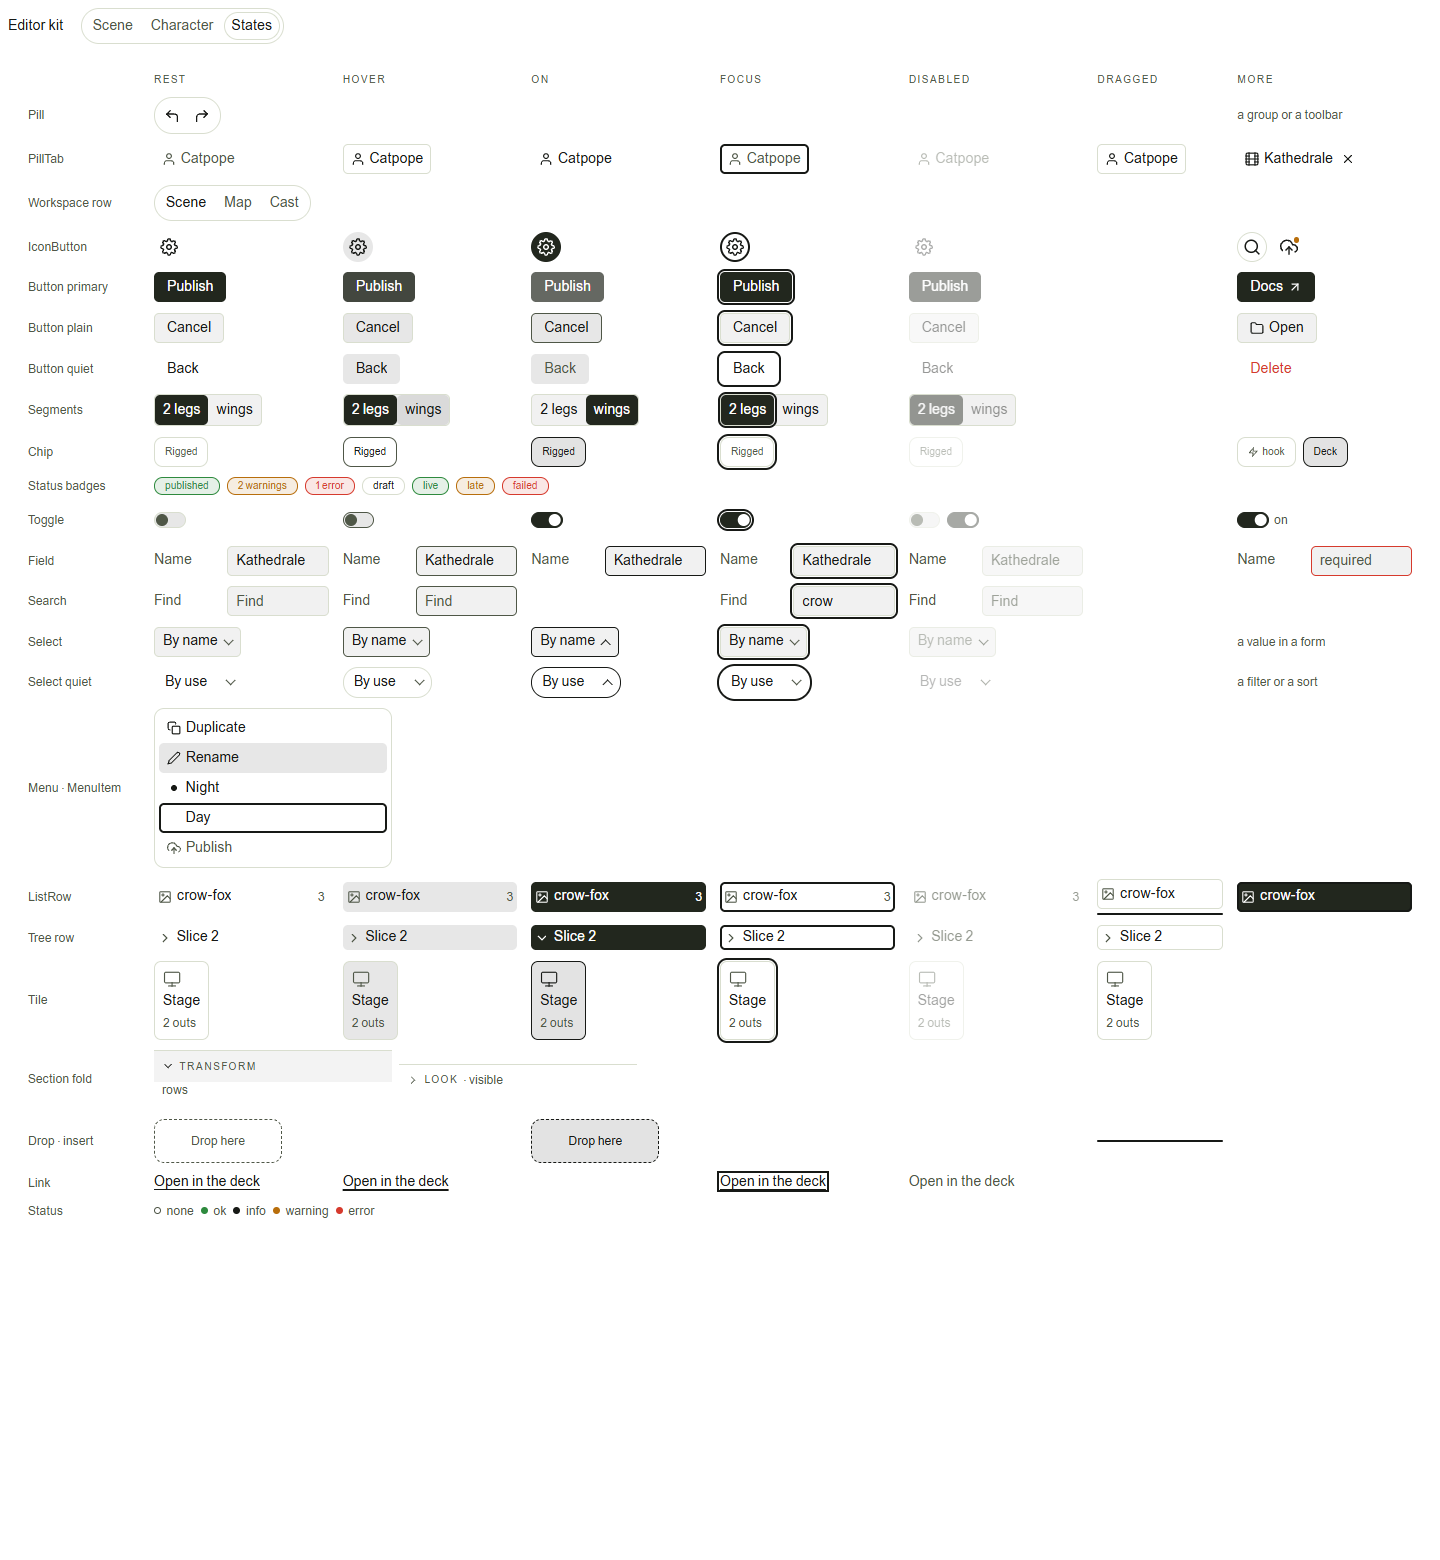 Editor kit Scene Character States
REST HOVER ON FOCUS DISABLED DRAGGED MORE
Pill a group or a toolbar
PillTab Catpope Catpope Catpope Catpope Catpope Catpope Kathedrale
Workspace row Scene Map Cast
IconButton
Button primary Publish Publish Publish Publish Publish Docs
Button plain Cancel Cancel Cancel Cancel Cancel Open
Button quiet Back Back Back Back Back Delete
Segments 2 legs wings 2 legs wings 2 legs wings 2 legs wings 2 legs wings
Chip Rigged Rigged Rigged Rigged Rigged hook Deck
Status badges published 2 warnings 1 error draft live late failed
Toggle on
Field Name Kathedrale Name Kathedrale Name Kathedrale Name Kathedrale Name Kathedrale Name required
Search Find Find Find Find Find crow Find Find
Select By name By name By name By name By name a value in a form
Select quiet By use By use By use By use By use a filter or a sort
Duplicate
Rename
Menu · MenuItem Night
Day
Publish
ListRow crow-fox 3 crow-fox 3 crow-fox 3 crow-fox 3 crow-fox 3 crow-fox crow-fox
Tree row Slice 2 Slice 2 Slice 2 Slice 2 Slice 2 Slice 2
Tile Stage Stage Stage Stage Stage Stage
2 outs 2 outs 2 outs 2 outs 2 outs 2 outs
Section fold TRANSFORM LOOK · visible
rows
Drop · insert Drop here Drop here
Link Open in the deck Open in the deck Open in the deck Open in the deck
Status none ok info warning error